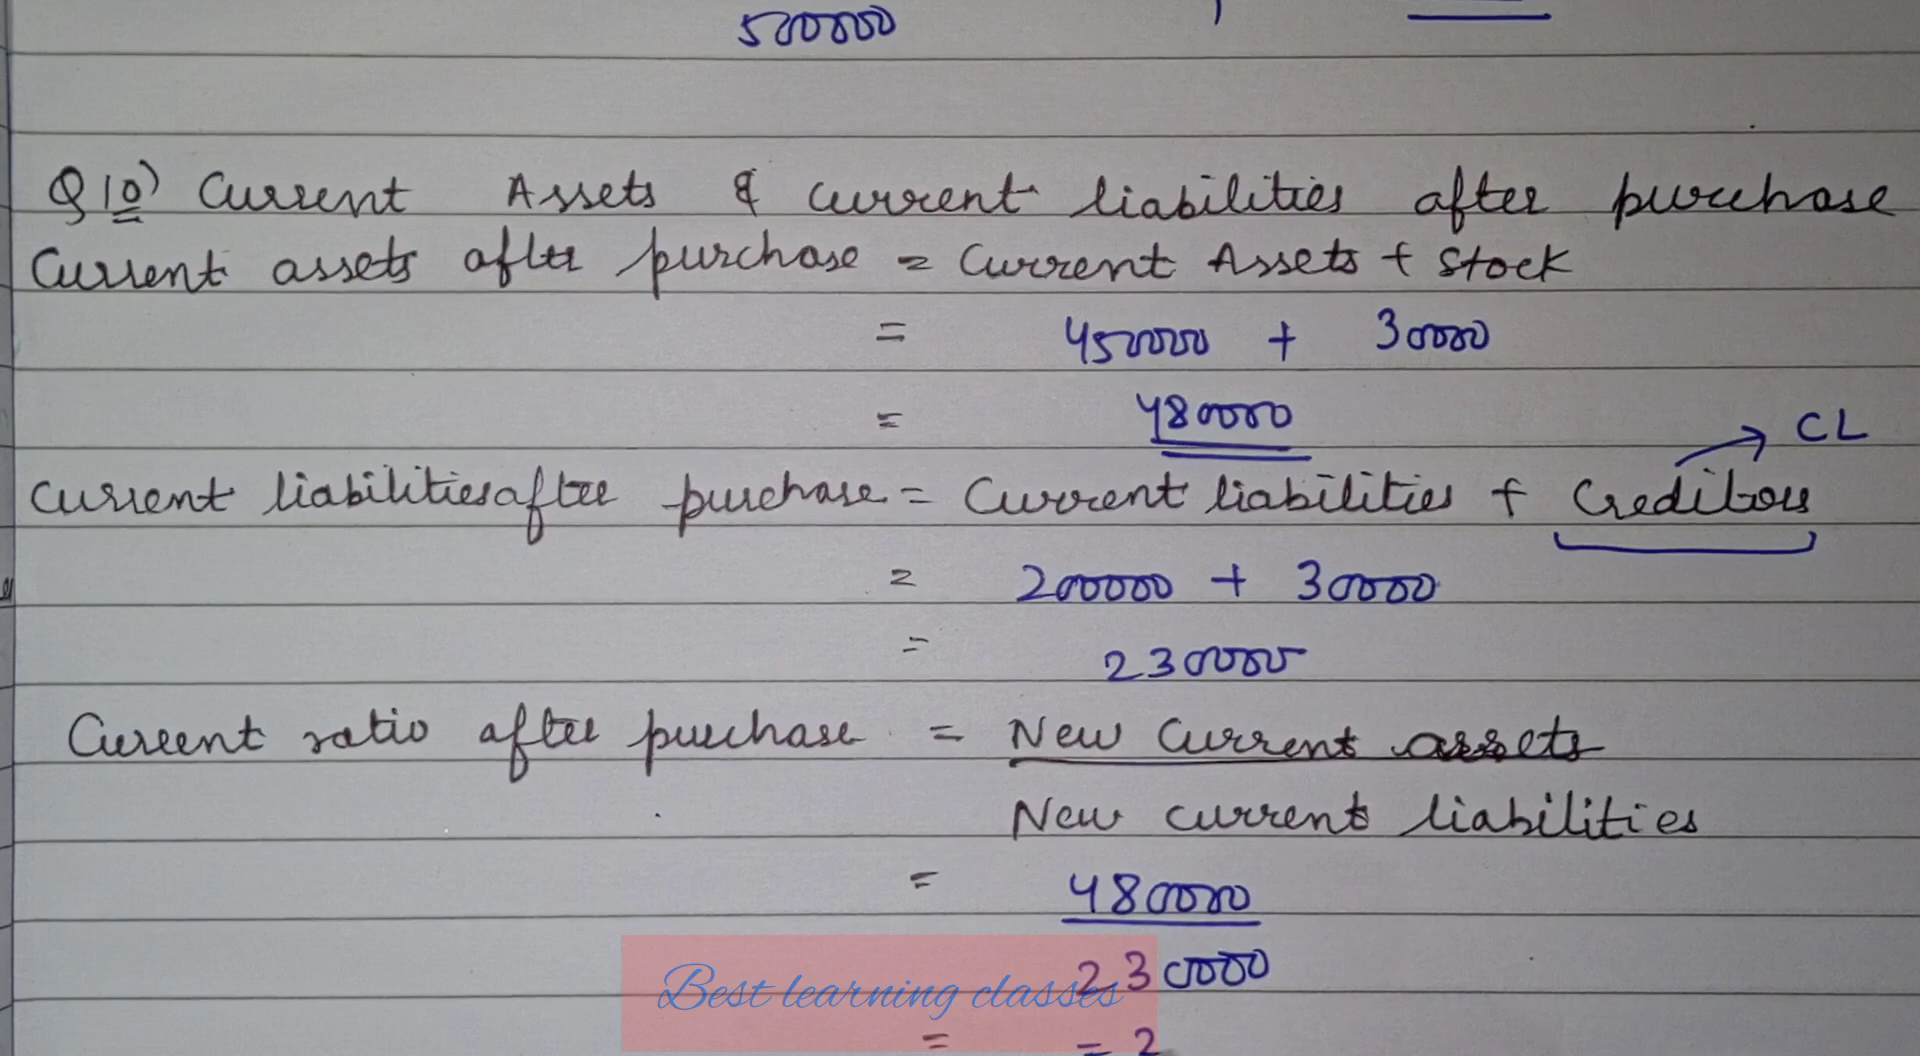 500000
Q10) Current Assets & current liabilities after purchase
Current assets after purchase = Current Assets + Stock
= 450000 + 30000
= 480000
CL
Current liabilities after purchase = Current liabilities + Creditors
= 200000 + 30000
= 230000
Current ratio after purchase = New Current assets
New current liabilities
= 480000
230000
Best learning classes
= = 2